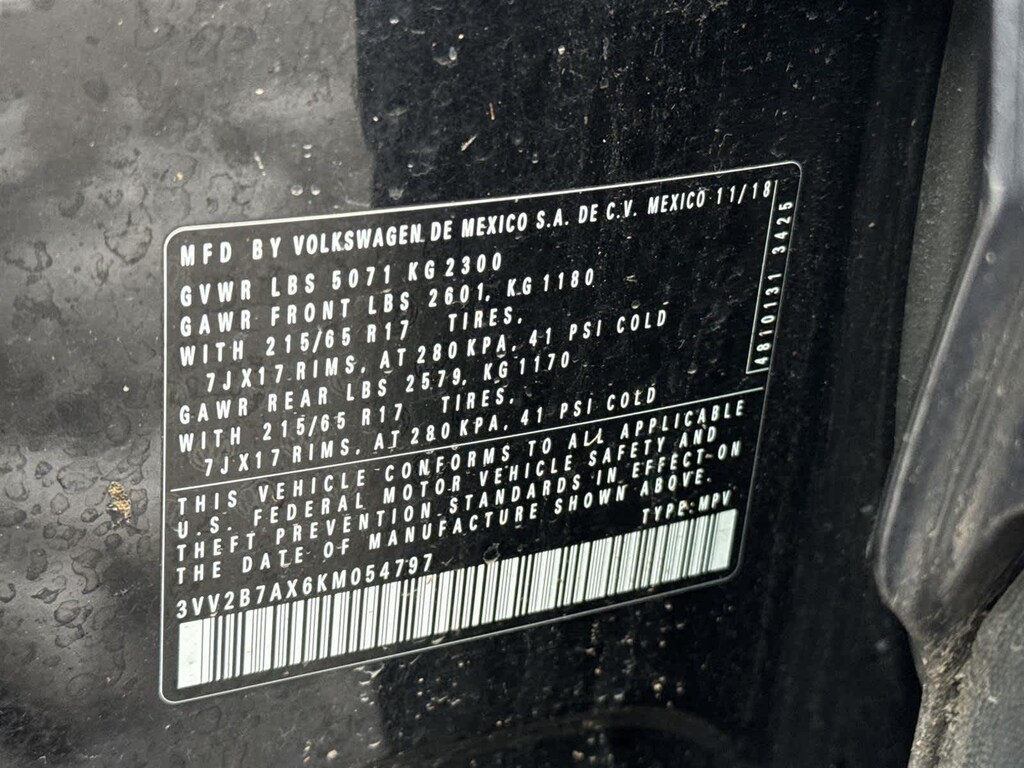 MFD BY VOLKSWAGEN DE MEXICO S.A. DE C.V. MEXICO 11/18
GVWR LBS 5071 KG 2300
GAWR FRONT LBS 2601, KG 1180
WITH 215/65 R17 TIRES,
7JX17 RIMS, AT 280 KPA, 41 PSI COLD
GAWR REAR LBS 2579, KG 1170
WITH 215/65 R17 TIRES,
7JX17 RIMS, AT 280 KPA, 41 PSI COLD
48I0131 3425
THIS VEHICLE CONFORMS TO ALL APPLICABLE
U.S. FEDERAL MOTOR VEHICLE SAFETY AND
THEFT PREVENTION STANDARDS IN EFFECT ON
THE DATE OF MANUFACTURE SHOWN ABOVE.
TYPE: MPV
3VV2B7AX6KM054797